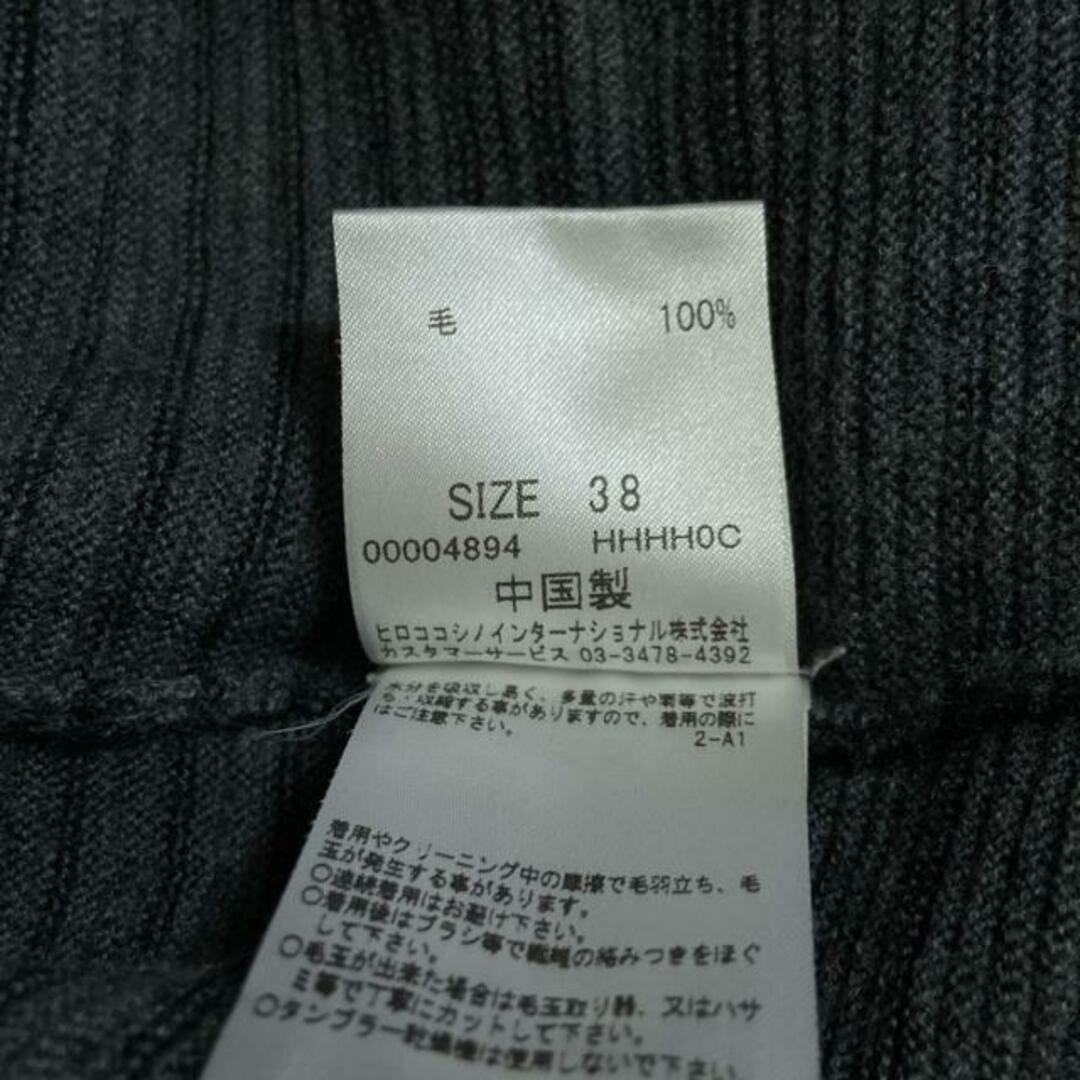 毛 100%
SIZE 38
00004894 HHHH0C
中国製
ヒロココシノインターナショナル株式会社
カスタマーサービス 03-3478-4392
水分を吸収し易く、多量の汗や雨等で波打
ち・収縮する事がありますので、着用の際に
はご注意下さい。
2-A1
着用やクリーニング中の摩擦で毛羽立ち、毛
玉が発生する事があります。
○連続着用はお避け下さい。
○着用後はブラシ等で繊維の絡みつきをほぐ
して下さい。
○毛玉が出来た場合は毛玉取り器、又はハサ
ミ等で丁寧にカットして下さい。
○タンブラー乾燥機は使用しないで下さい。